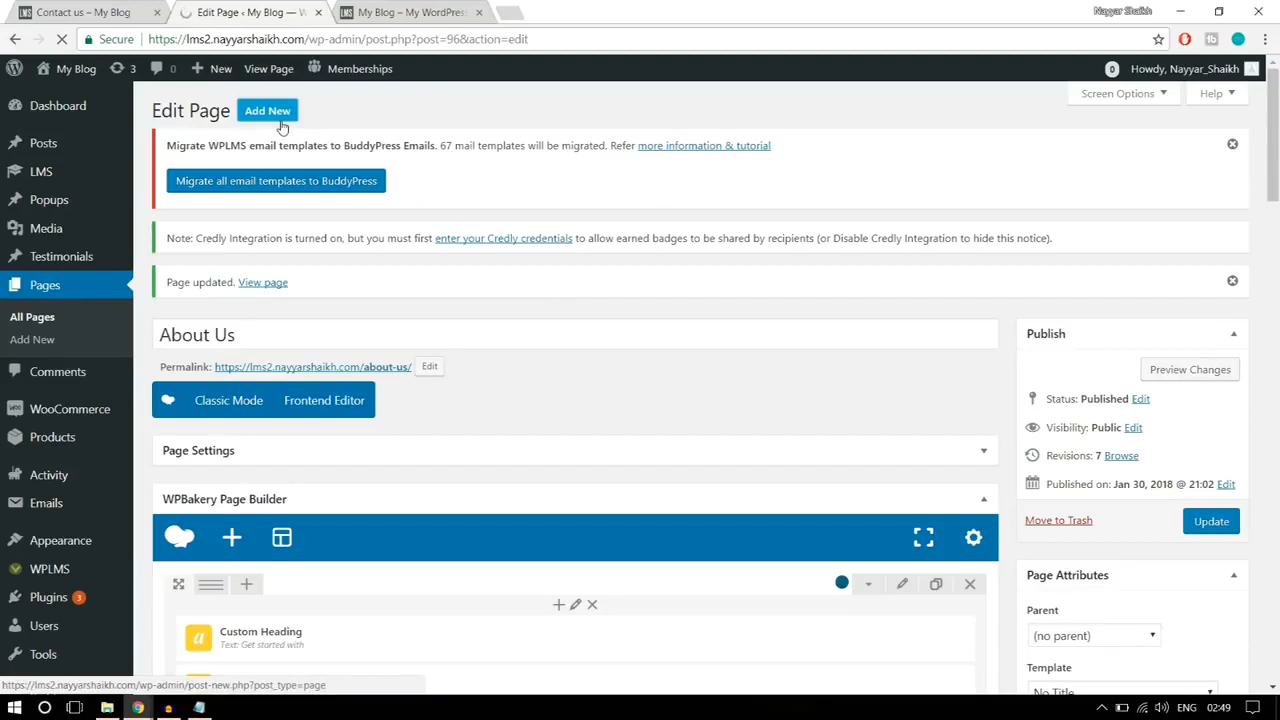 Contact us – My Blog
Edit Page ‹ My Blog — W
My Blog – My WordPress
Nayyar Shaikh
Secure
https://lms2.nayyarshaikh.com/wp-admin/post.php?post=96&action=edit
My Blog
3
0
New
View Page
Memberships
0
Howdy, Nayyar_Shaikh
Screen Options
Help
Edit Page
Add New
Dashboard
Posts
LMS
Popups
Media
Testimonials
Pages
All Pages
Add New
Comments
WooCommerce
Products
Activity
Emails
Appearance
WPLMS
Plugins 3
Users
Tools
Migrate WPLMS email templates to BuddyPress Emails. 67 mail templates will be migrated. Refer more information & tutorial
Migrate all email templates to BuddyPress
Note: Credly Integration is turned on, but you must first enter your Credly credentials to allow earned badges to be shared by recipients (or Disable Credly Integration to hide this notice).
Page updated. View page
About Us
Permalink: https://lms2.nayyarshaikh.com/about-us/ Edit
Classic Mode
Frontend Editor
Page Settings
WPBakery Page Builder
Custom Heading
Text: Get started with
Publish
Preview Changes
Status: Published Edit
Visibility: Public Edit
Revisions: 7 Browse
Published on: Jan 30, 2018 @ 21:02 Edit
Move to Trash
Update
Page Attributes
Parent
(no parent)
Template
No Title
https://lms2.nayyarshaikh.com/wp-admin/post-new.php?post_type=page
ENG
02:49